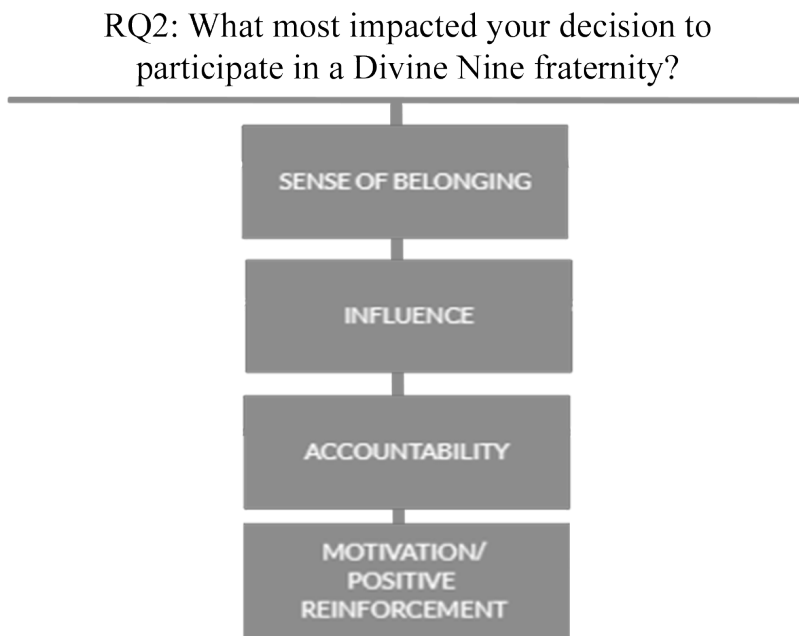 RQ2: What most impacted your decision to
participate in a Divine Nine fraternity?
SENSE OF BELONGING
INFLUENCE
ACCOUNTABILITY
MOTIVATION/
POSITIVE
REINFORCEMENT